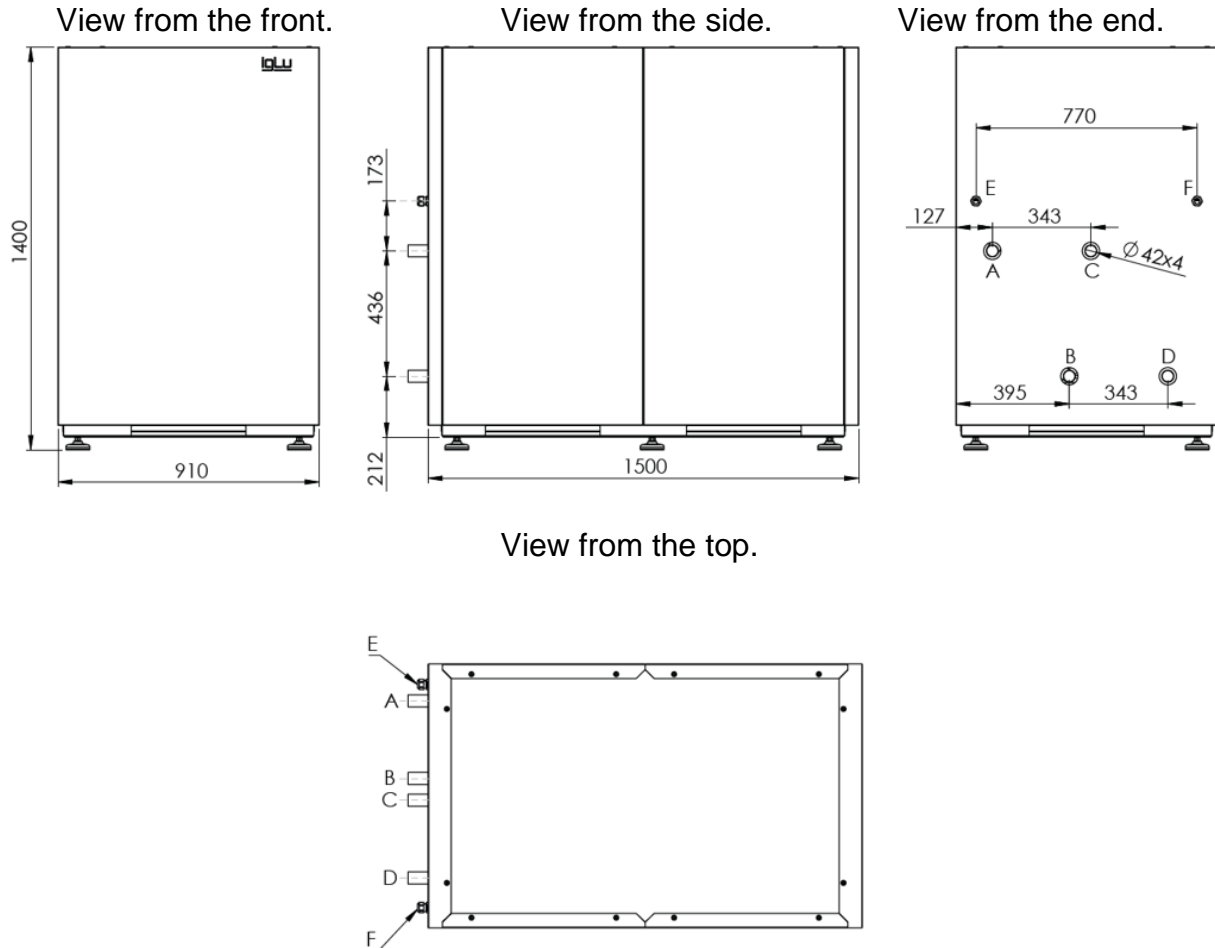 View from the front.
View from the side.
View from the end.
igLu
1400
910
173
436
212
1500
770
E
F
127
343
A
C
Ø 42x4
B
D
395
343
View from the top.
E
A
B
C
D
F